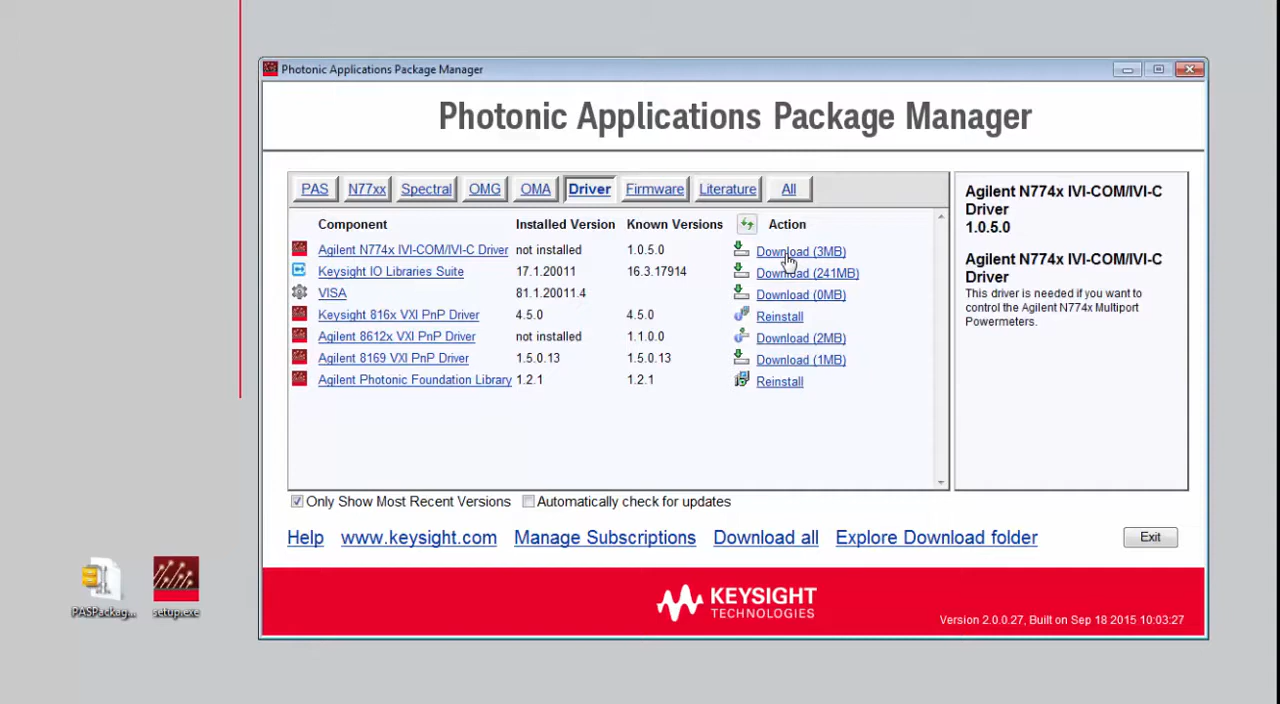 Photonic Applications Package Manager
Photonic Applications Package Manager
PAS N77xx Spectral OMG OMA Driver Firmware Literature All
Component Installed Version Known Versions Action
Agilent N774x IVI-COM/IVI-C Driver not installed 1.0.5.0 Download (3MB)
Keysight IO Libraries Suite 17.1.20011 16.3.17914 Download (241MB)
VISA 81.1.20011.4 Download (0MB)
Keysight 816x VXI PnP Driver 4.5.0 4.5.0 Reinstall
Agilent 8612x VXI PnP Driver not installed 1.1.0.0 Download (2MB)
Agilent 8169 VXI PnP Driver 1.5.0.13 1.5.0.13 Download (1MB)
Agilent Photonic Foundation Library 1.2.1 1.2.1 Reinstall
Agilent N774x IVI-COM/IVI-C
Driver
1.0.5.0
Agilent N774x IVI-COM/IVI-C
Driver
This driver is needed if you want to
control the Agilent N774x Multiport
Powermeters.
Only Show Most Recent Versions Automatically check for updates
Help www.keysight.com Manage Subscriptions Download all Explore Download folder Exit
KEYSIGHT
TECHNOLOGIES
Version 2.0.0.27, Built on Sep 18 2015 10:03:27
PASPackag... setup.exe